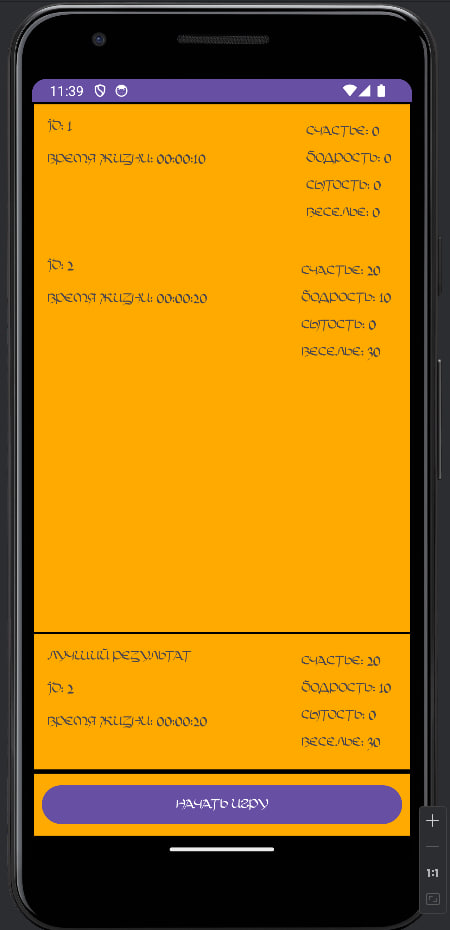 11:39
ID: 1
ВРЕМЯ ЖИЗНИ: 00:00:10
СЧАСТЬЕ: 0
БОДРОСТЬ: 0
СЫТОСТЬ: 0
ВЕСЕЛЬЕ: 0
ID: 2
ВРЕМЯ ЖИЗНИ: 00:00:20
СЧАСТЬЕ: 20
БОДРОСТЬ: 10
СЫТОСТЬ: 0
ВЕСЕЛЬЕ: 30
ЛУЧШИЙ РЕЗУЛЬТАТ
ID: 2
ВРЕМЯ ЖИЗНИ: 00:00:20
СЧАСТЬЕ: 20
БОДРОСТЬ: 10
СЫТОСТЬ: 0
ВЕСЕЛЬЕ: 30
НАЧАТЬ ИГРУ
1:1